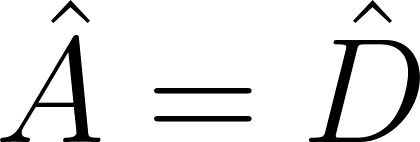 Â = D̂